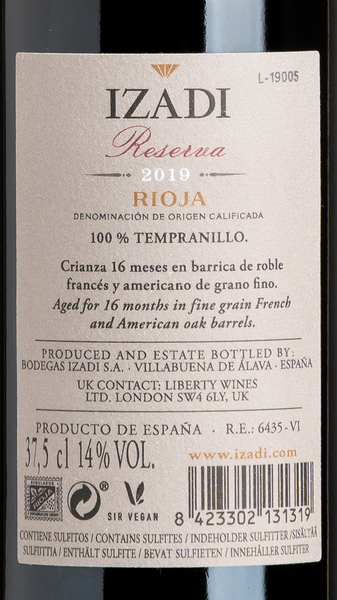 L-19005
IZADI
Reserva
2019
RIOJA
DENOMINACIÓN DE ORIGEN CALIFICADA
100 % TEMPRANILLO.
Crianza 16 meses en barrica de roble
francés y americano de grano fino.
Aged for 16 months in fine grain French
and American oak barrels.
PRODUCED AND ESTATE BOTTLED BY:
BODEGAS IZADI S.A. · VILLABUENA DE ÁLAVA · ESPAÑA
UK CONTACT: LIBERTY WINES
LTD. LONDON SW4 6LY, UK
PRODUCTO DE ESPAÑA · R.E.: 6435-VI
37,5 cl 14% VOL.
www.izadi.com
RIOJA
®
SIR VEGAN
8 423302 131319
CONTIENE SULFITOS / CONTAINS SULFITES / INDEHOLDER SULFITTER /SISÄLTÄÄ
SULFIITTIA / ENTHÄLT SULFITE / BEVAT SULFIETEN / INNEHÅLLER SULFITER